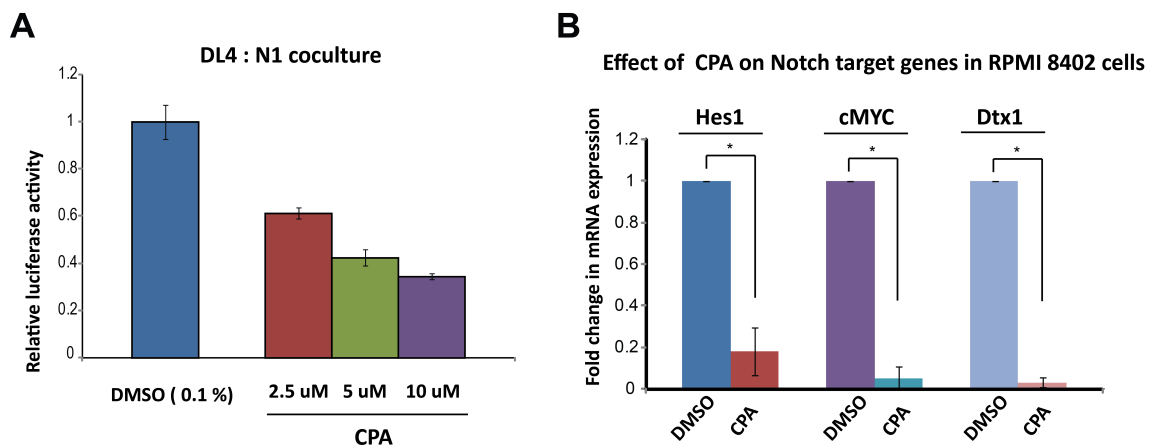 A
DL4 : N1 coculture
Relative luciferase activity
1.2
1
0.8
0.6
0.4
0.2
0
DMSO ( 0.1 %)
2.5 uM
5 uM
10 uM
CPA
B
Effect of CPA on Notch target genes in RPMI 8402 cells
Hes1
cMYC
Dtx1
Fold change in mRNA expression
1.2
1
0.8
0.6
0.4
0.2
0
*
*
*
DMSO
CPA
DMSO
CPA
DMSO
CPA